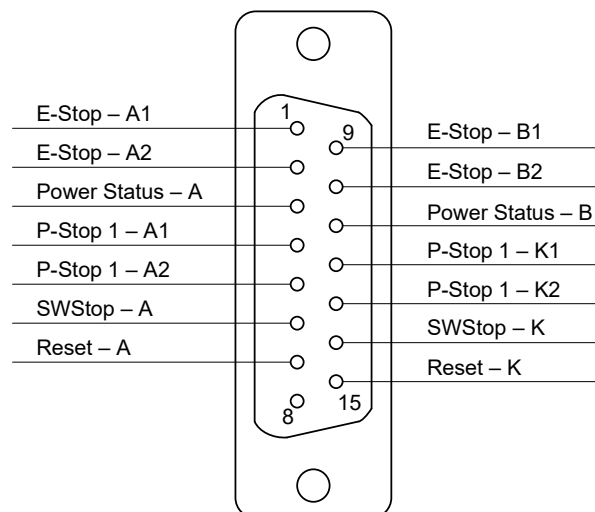 E-Stop – A1
E-Stop – A2
Power Status – A
P-Stop 1 – A1
P-Stop 1 – A2
SWStop – A
Reset – A
1
8
9
15
E-Stop – B1
E-Stop – B2
Power Status – B
P-Stop 1 – K1
P-Stop 1 – K2
SWStop – K
Reset – K